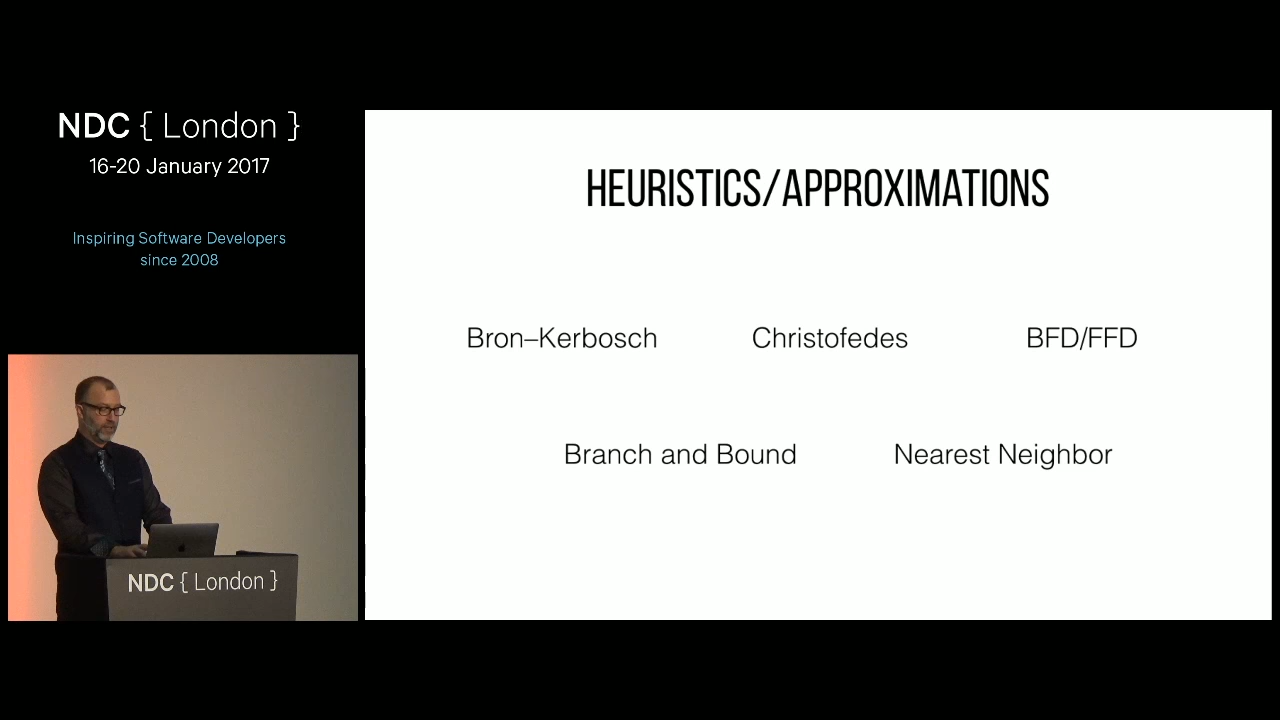 NDC { London }
16-20 January 2017
Inspiring Software Developers
since 2008
HEURISTICS/APPROXIMATIONS
Bron–Kerbosch
Christofedes
BFD/FFD
Branch and Bound
Nearest Neighbor
NDC { London }